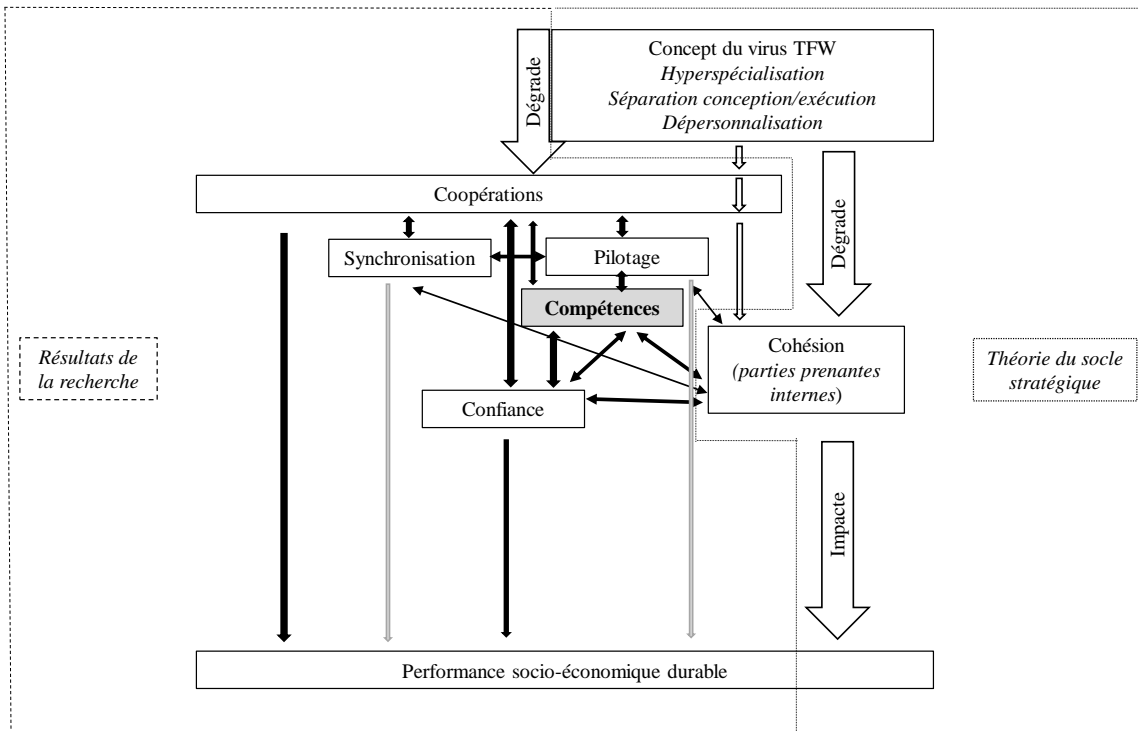 Concept du virus TFW
Hyperspécialisation
Séparation conception/exécution
Dépersonnalisation
Dégrade
Coopérations
Dégrade
Synchronisation
Pilotage
Compétences
Résultats de
la recherche
Cohésion
(parties prenantes
internes)
Théorie du socle
stratégique
Confiance
Impacte
Performance socio-économique durable